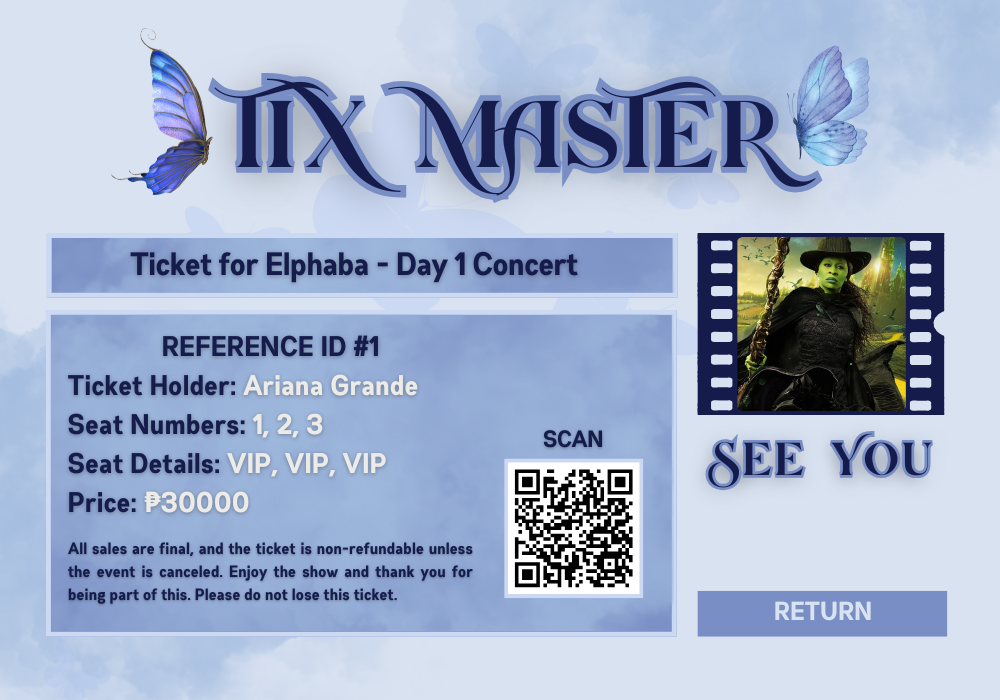 TIX MASTER
Ticket for Elphaba - Day 1 Concert
REFERENCE ID #1
Ticket Holder: Ariana Grande
Seat Numbers: 1, 2, 3
Seat Details: VIP, VIP, VIP
Price: ₱30000
All sales are final, and the ticket is non-refundable unless
the event is canceled. Enjoy the show and thank you for
being part of this. Please do not lose this ticket.
SCAN
SEE YOU
RETURN